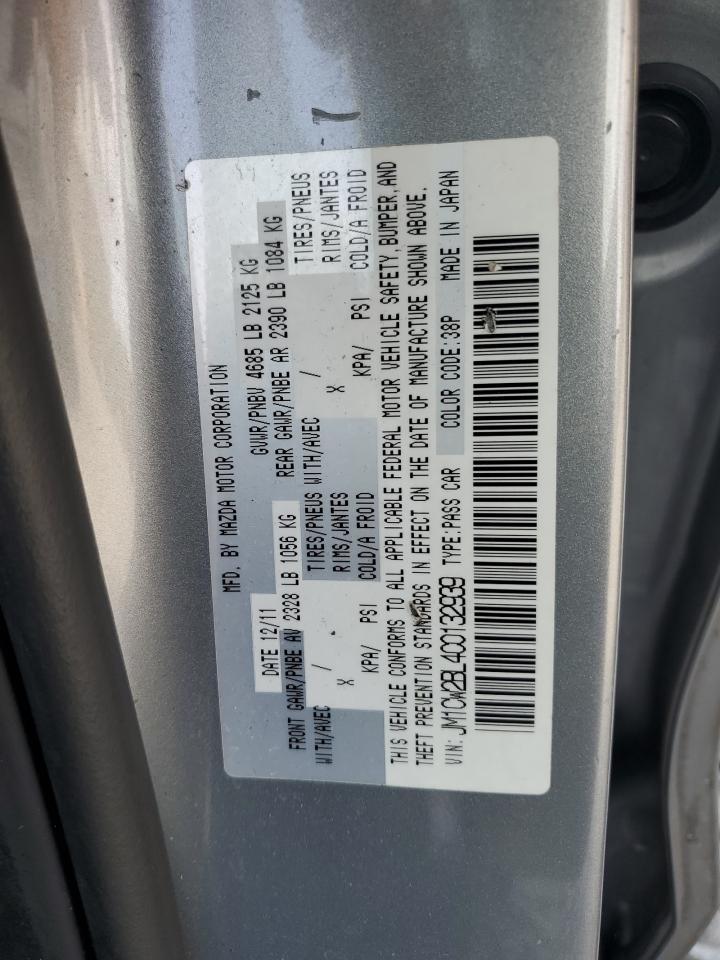 MFD. BY MAZDA MOTOR CORPORATION
DATE 12/11 GVWR/PNBV 4685 LB 2125 KG
FRONT GAWR/PNBE AV 2328 LB 1056 KG REAR GAWR/PNBE AR 2390 LB 1084 KG
WITH/AVEC / TIRES/PNEUS WITH/AVEC / TIRES/PNEUS
X RIMS/JANTES X RIMS/JANTES
KPA/ PSI COLD/A FROID KPA/ PSI COLD/A FROID
THIS VEHICLE CONFORMS TO ALL APPLICABLE FEDERAL MOTOR VEHICLE SAFETY, BUMPER, AND
THEFT PREVENTION STANDARDS IN EFFECT ON THE DATE OF MANUFACTURE SHOWN ABOVE.
VIN: JM1CW2BL4C0132939 TYPE:PASS CAR COLOR CODE:38P MADE IN JAPAN